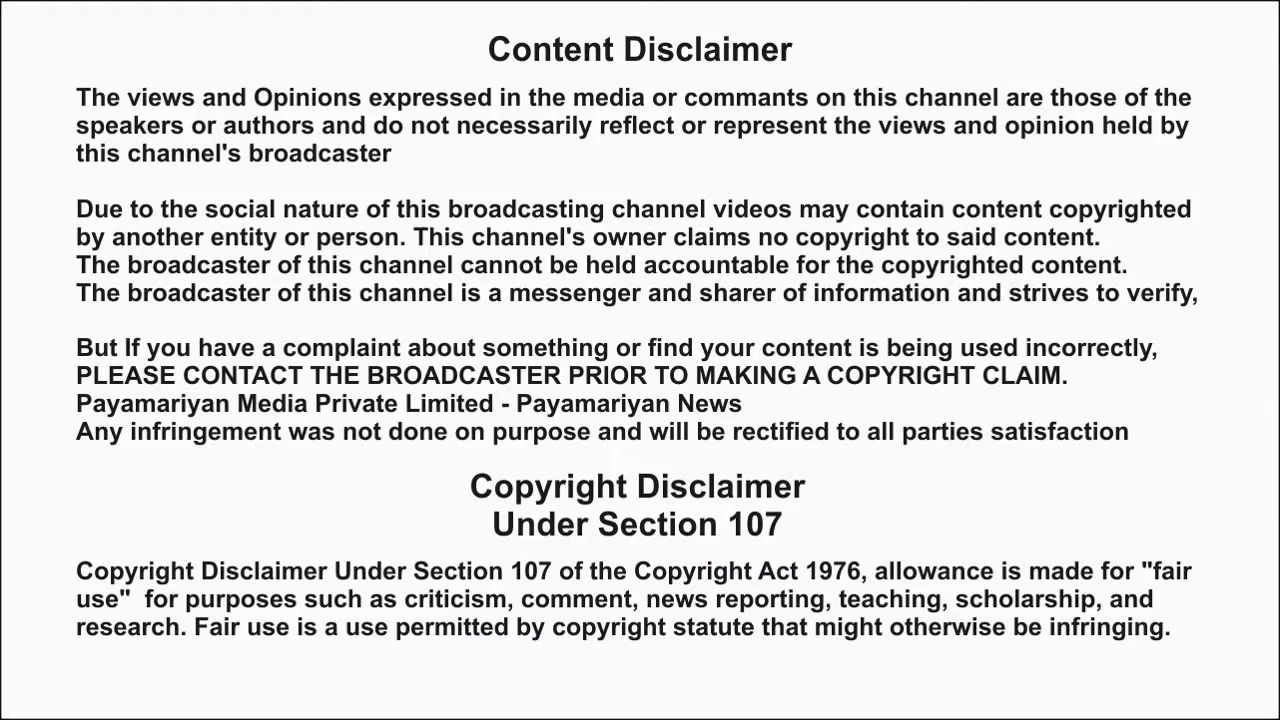 Content Disclaimer
The views and Opinions expressed in the media or commants on this channel are those of the
speakers or authors and do not necessarily reflect or represent the views and opinion held by
this channel's broadcaster
Due to the social nature of this broadcasting channel videos may contain content copyrighted
by another entity or person. This channel's owner claims no copyright to said content.
The broadcaster of this channel cannot be held accountable for the copyrighted content.
The broadcaster of this channel is a messenger and sharer of information and strives to verify,
But If you have a complaint about something or find your content is being used incorrectly,
PLEASE CONTACT THE BROADCASTER PRIOR TO MAKING A COPYRIGHT CLAIM.
Payamariyan Media Private Limited - Payamariyan News
Any infringement was not done on purpose and will be rectified to all parties satisfaction
Copyright Disclaimer
Under Section 107
Copyright Disclaimer Under Section 107 of the Copyright Act 1976, allowance is made for "fair
use"  for purposes such as criticism, comment, news reporting, teaching, scholarship, and
research. Fair use is a use permitted by copyright statute that might otherwise be infringing.